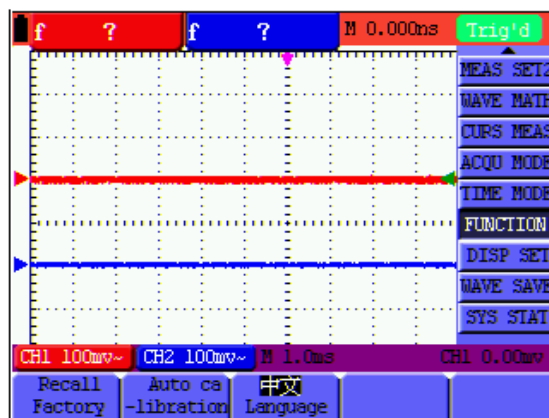 f ?
f ?
M 0.000ns
Trig'd
MEAS SET2
WAVE MATH
CURS MEAS
ACQU MODE
TIME MODE
FUNCTION
DISP SET
WAVE SAVE
SYS STAT
CH1 100mv~
CH2 100mv~
M 1.0ms
CH1 0.00mv
Recall
Factory
Auto ca
-libration
中文
Language